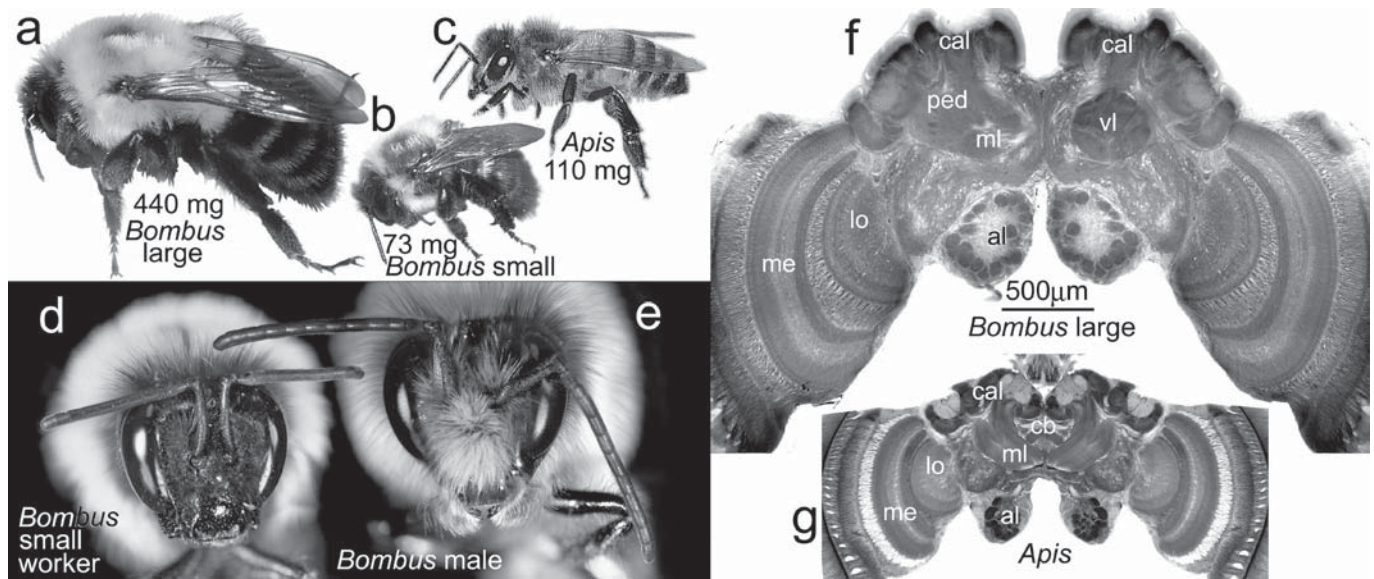 a
440 mg
Bombus
large
b
73 mg
Bombus small
c
Apis
110 mg
d
Bombus
small
worker
e
Bombus male
f
cal
cal
ped
ml
vl
lo
me
al
500μm
Bombus large
g
cal
cb
ml
lo
me
al
Apis